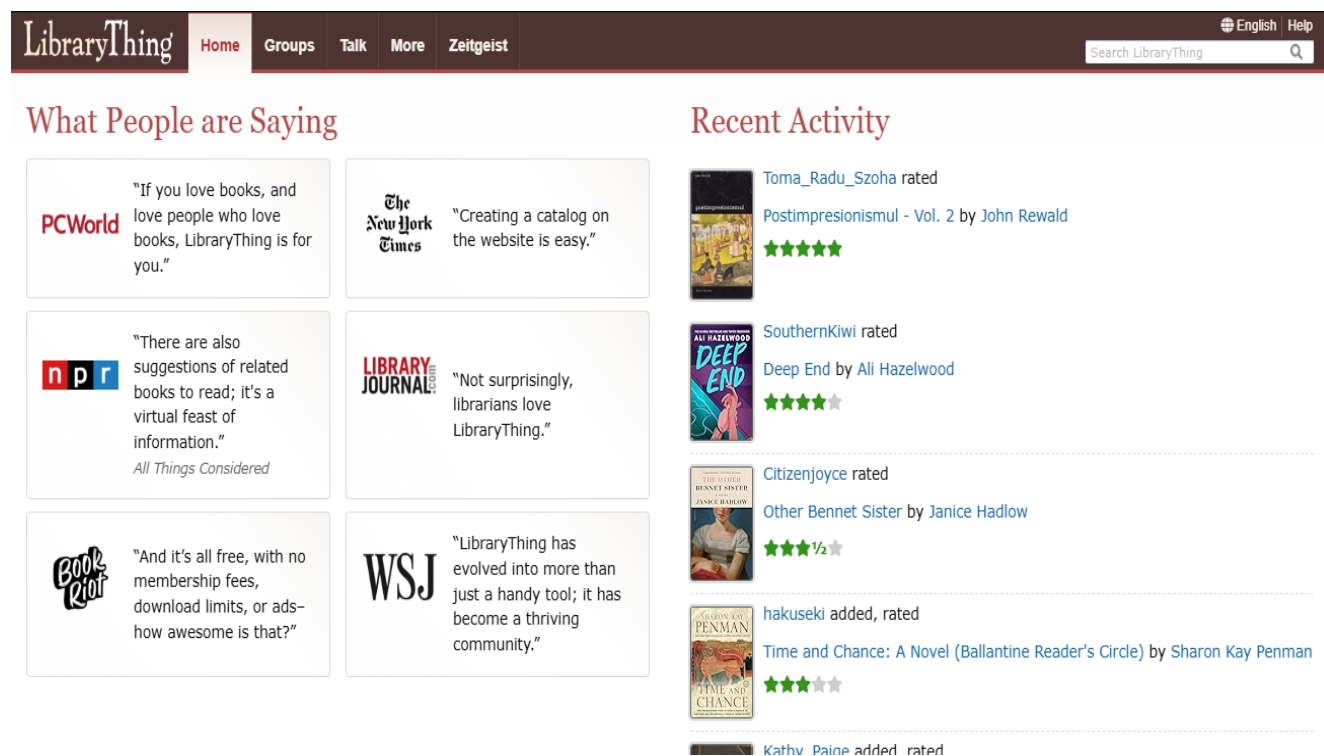 LibraryThing Home Groups Talk More Zeitgeist
English Help
Search LibraryThing
What People are Saying
PCWorld
“If you love books, and
love people who love
books, LibraryThing is for
you.”
The
New York
Times
“Creating a catalog on
the website is easy.”
npr
“There are also
suggestions of related
books to read; it's a
virtual feast of
information.”
All Things Considered
LIBRARY
JOURNAL.com
“Not surprisingly,
librarians love
LibraryThing.”
BOOK
RIOT
“And it’s all free, with no
membership fees,
download limits, or ads–
how awesome is that?”
WSJ
“LibraryThing has
evolved into more than
just a handy tool; it has
become a thriving
community.”
Recent Activity
postimpresionismul
Toma_Radu_Szoha rated
Postimpresionismul - Vol. 2 by John Rewald
ALI HAZELWOOD
DEEP
END
SouthernKiwi rated
Deep End by Ali Hazelwood
THE OTHER
BENNET SISTER
JANICE HADLOW
Citizenjoyce rated
Other Bennet Sister by Janice Hadlow
½
SHARON KAY
PENMAN
TIME AND
CHANCE
hakuseki added, rated
Time and Chance: A Novel (Ballantine Reader's Circle) by Sharon Kay Penman
Kathy_Paige added, rated